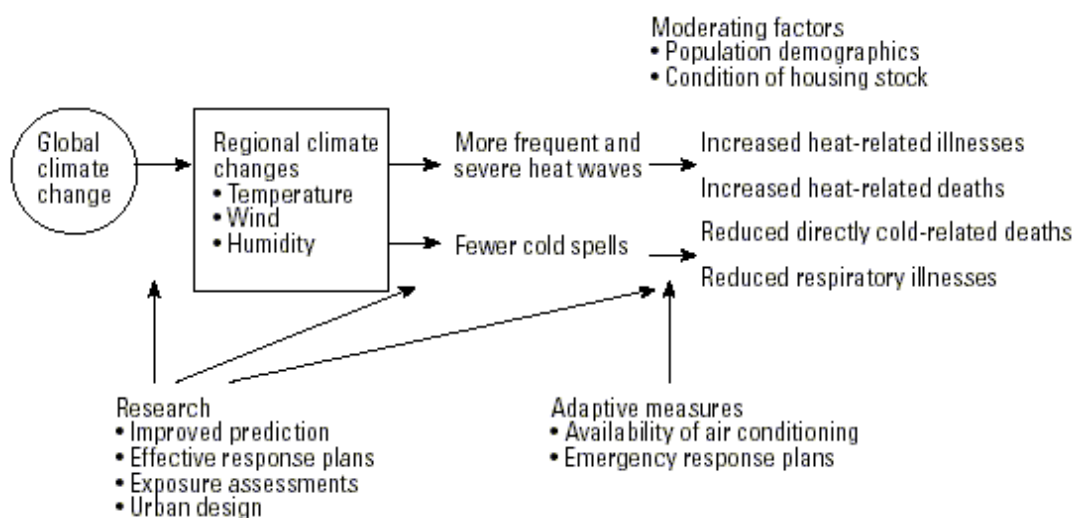 Moderating factors
• Population demographics
• Condition of housing stock
Global
climate
change
Regional climate
changes
• Temperature
• Wind
• Humidity
More frequent and
severe heat waves
Fewer cold spells
Increased heat-related illnesses
Increased heat-related deaths
Reduced directly cold-related deaths
Reduced respiratory illnesses
Research
• Improved prediction
• Effective response plans
• Exposure assessments
• Urban design
Adaptive measures
• Availability of air conditioning
• Emergency response plans